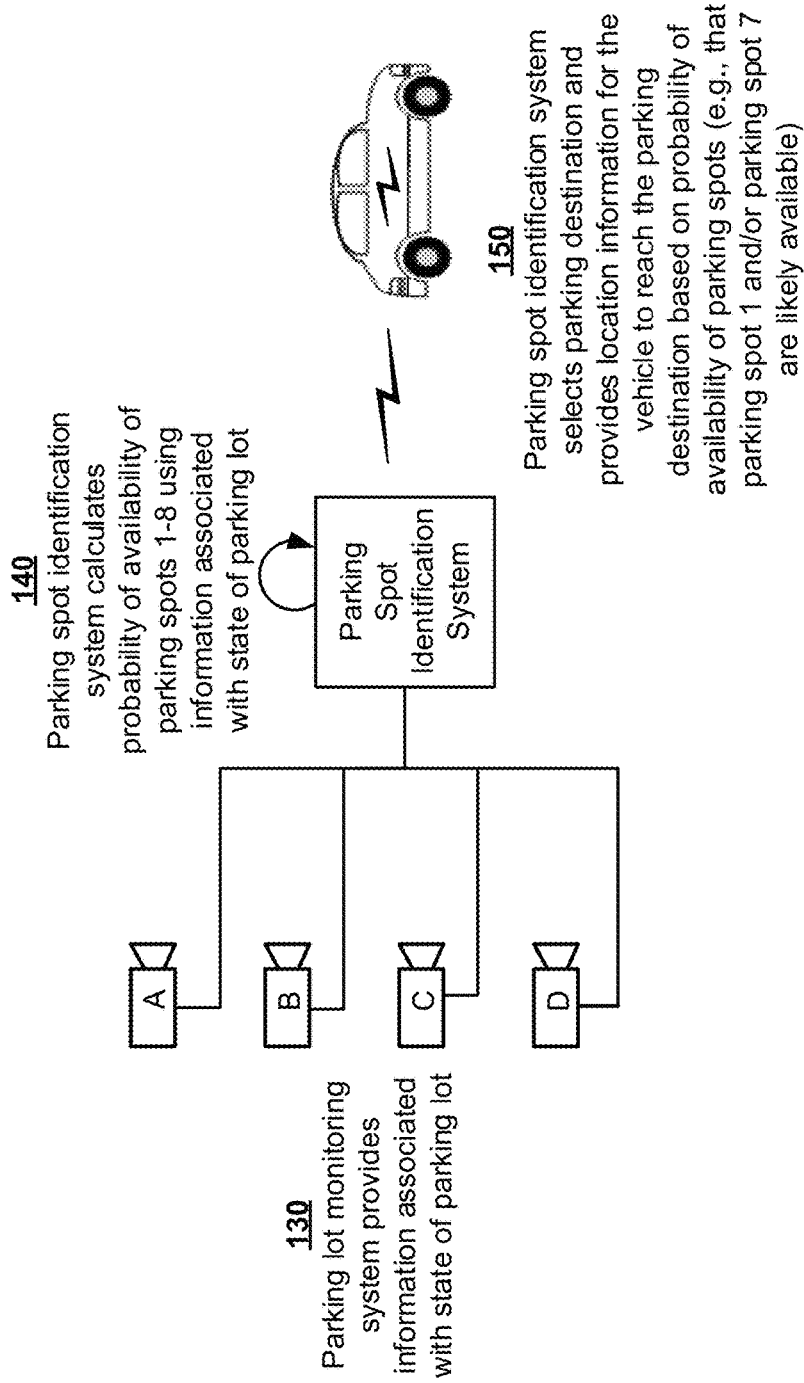 130
Parking lot monitoring
system provides
information associated
with state of parking lot
A
B
C
D
140
Parking spot identification
system calculates
probability of availability of
parking spots 1-8 using
information associated
with state of parking lot
Parking
Spot
Identification
System
150
Parking spot identification system
selects parking destination and
provides location information for the
vehicle to reach the parking
destination based on probability of
availability of parking spots (e.g., that
parking spot 1 and/or parking spot 7
are likely available)